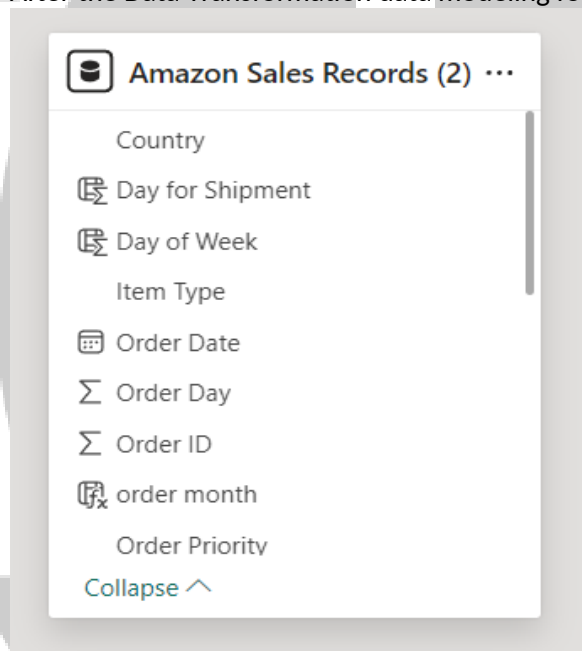 Amazon Sales Records (2) ...
Country
Day for Shipment
Day of Week
Item Type
Order Date
Order Day
Order ID
order month
Order Priority
Collapse